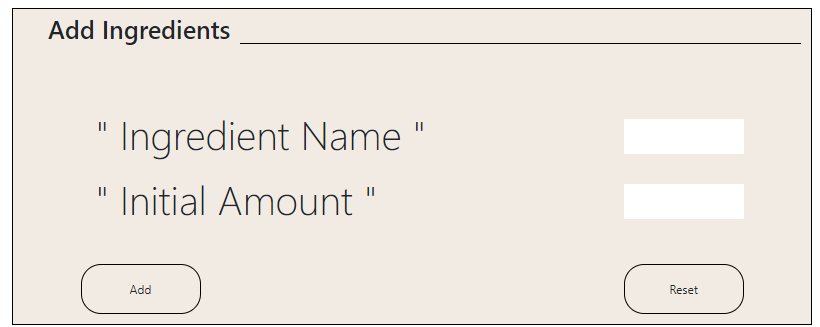 Add Ingredients
" Ingredient Name "
" Initial Amount "
Add
Reset